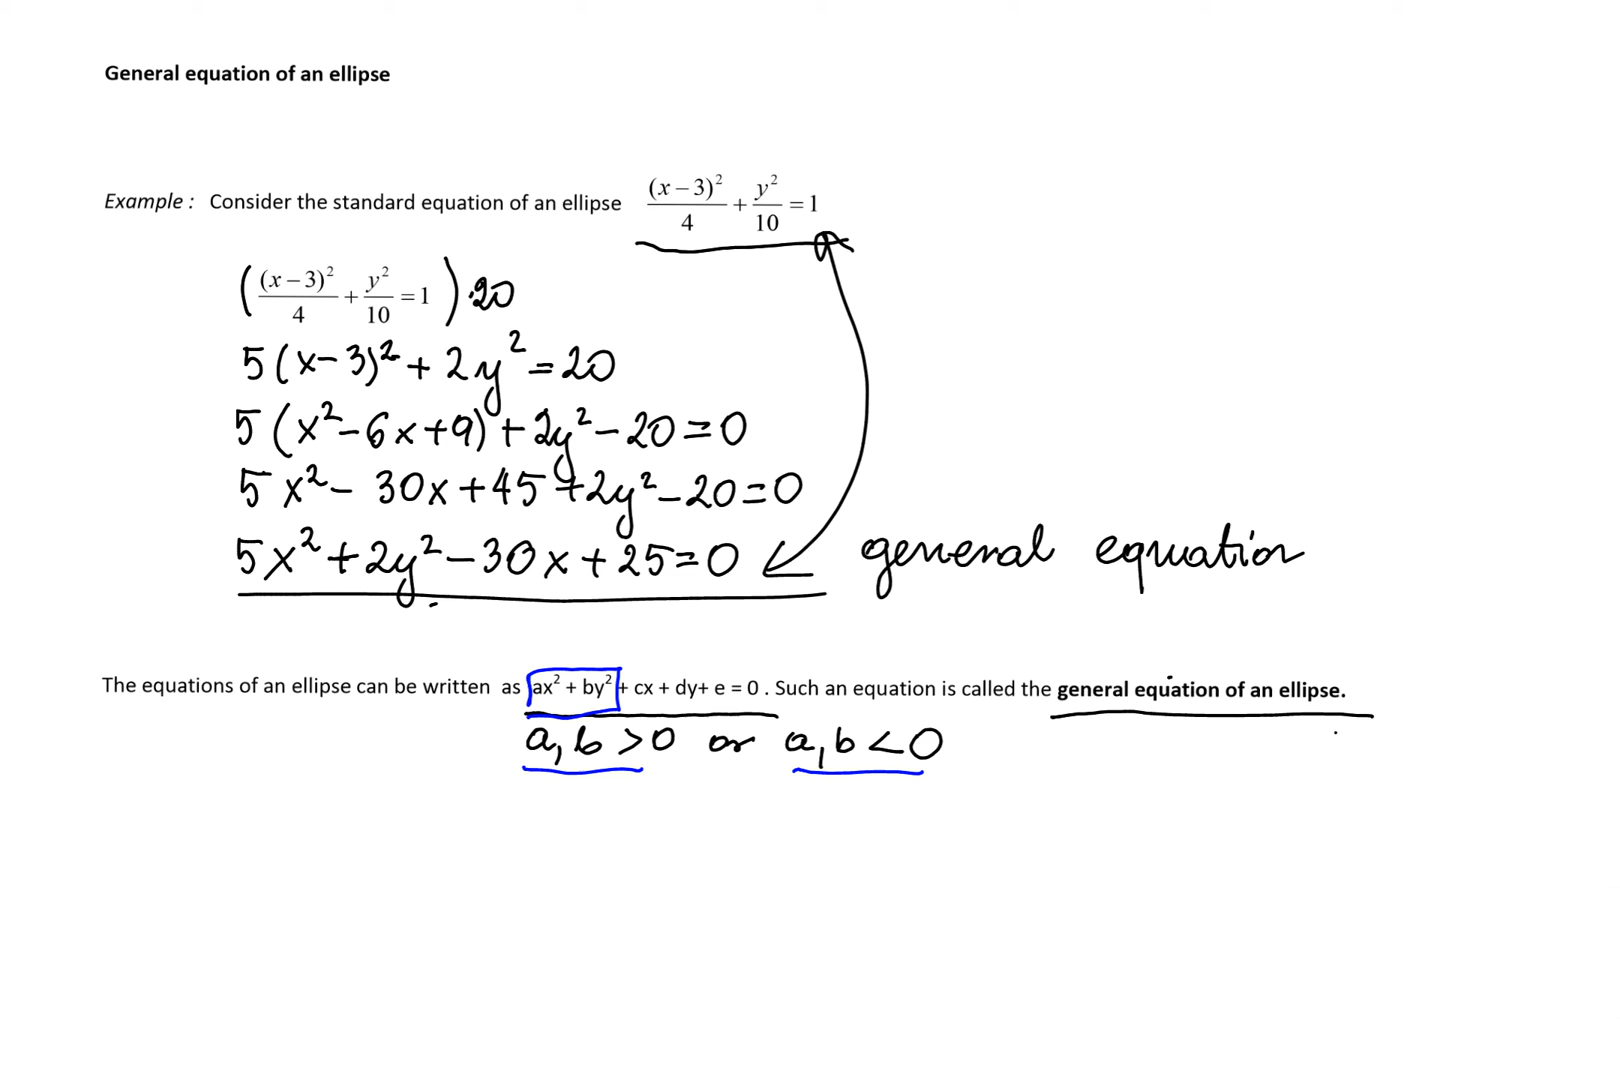 General equation of an ellipse
Example : Consider the standard equation of an ellipse (x – 3)²/4 + y²/10 = 1
((x – 3)²/4 + y²/10 = 1) · 20
5(x – 3)² + 2y² = 20
5(x² – 6x + 9) + 2y² – 20 = 0
5x² – 30x + 45 + 2y² – 20 = 0
5x² + 2y² – 30x + 25 = 0 general equation
The equations of an ellipse can be written as ax² + by² + cx + dy+ e = 0 . Such an equation is called the general equation of an ellipse.
a, b > 0 or a, b < 0